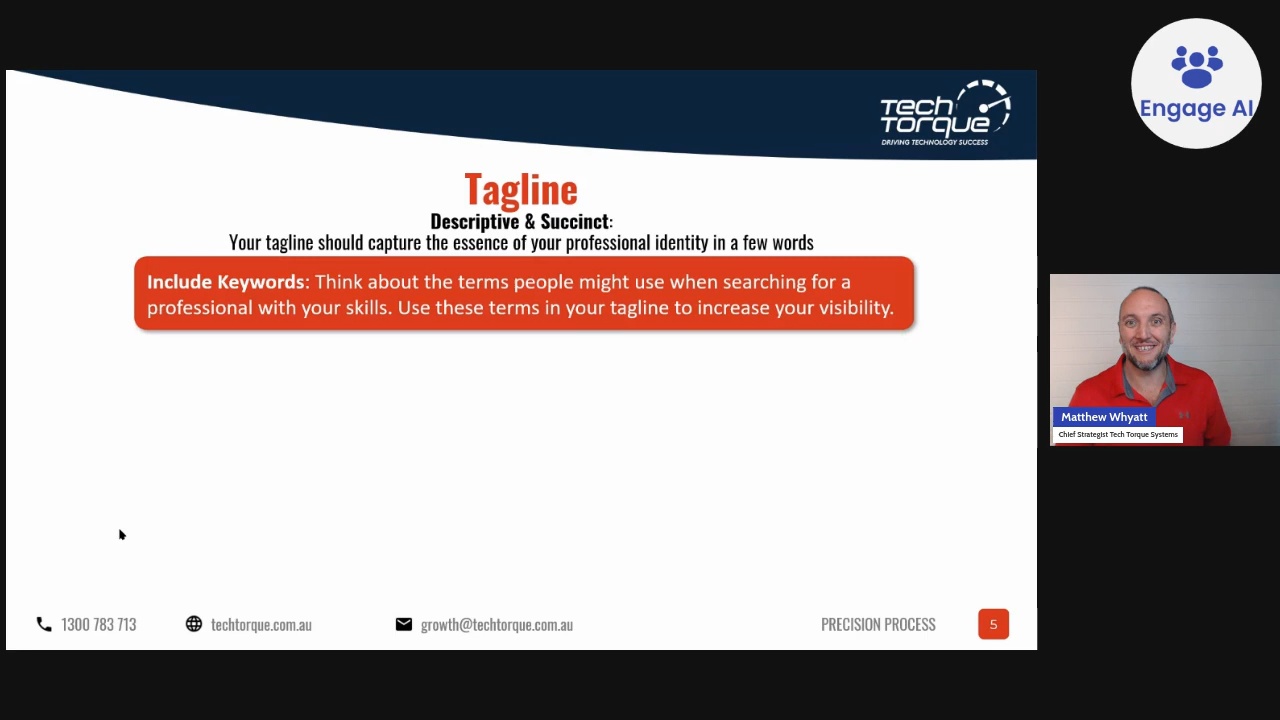 Engage AI
Tech
Torque
DRIVING TECHNOLOGY SUCCESS
Tagline
Descriptive & Succinct:
Your tagline should capture the essence of your professional identity in a few words
Include Keywords: Think about the terms people might use when searching for a
professional with your skills. Use these terms in your tagline to increase your visibility.
Matthew Whyatt
Chief Strategist Tech Torque Systems
1300 783 713
techtorque.com.au
growth@techtorque.com.au
PRECISION PROCESS
5